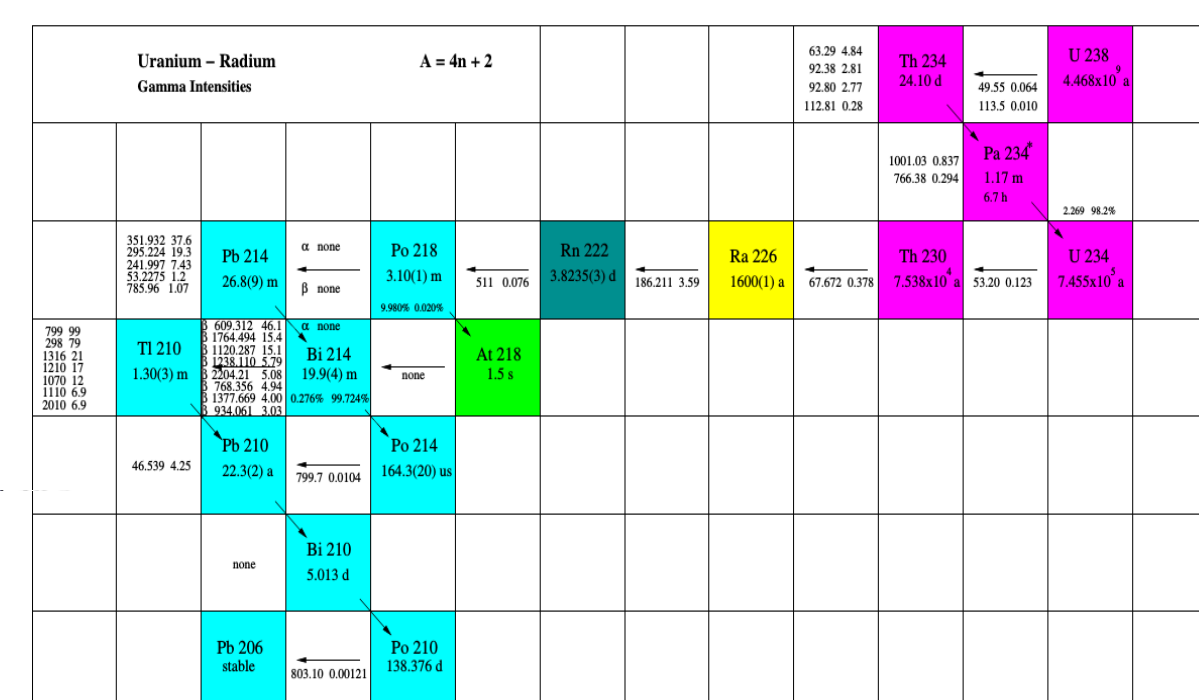 Uranium – Radium
A = 4n + 2
Gamma Intensities
63.29 4.84
92.38 2.81
92.80 2.77
112.81 0.28
Th 234
24.10 d
49.55 0.064
113.5 0.010
U 238
4.468x10⁹ a
1001.03 0.837
766.38 0.294
Pa 234*
1.17 m
6.7 h
2.269 98.2%
351.932 37.6
295.224 19.3
241.997 7.43
53.2275 1.2
785.96 1.07
Pb 214
26.8(9) m
α none
β none
Po 218
3.10(1) m
9.980% 0.020%
511 0.076
Rn 222
3.8235(3) d
186.211 3.59
Ra 226
1600(1) a
67.672 0.378
Th 230
7.538x10⁴ a
53.20 0.123
U 234
7.455x10⁵ a
799 99
298 79
1316 21
1210 17
1070 12
1110 6.9
2010 6.9
Tl 210
1.30(3) m
β 609.312 46.1
β 1764.494 15.4
β 1120.287 15.1
β 1238.110 5.79
β 2204.21 5.08
β 768.356 4.94
β 1377.669 4.00
β 934.061 3.03
α none
Bi 214
19.9(4) m
0.276% 99.724%
none
At 218
1.5 s
46.539 4.25
Pb 210
22.3(2) a
799.7 0.0104
Po 214
164.3(20) us
none
Bi 210
5.013 d
Pb 206
stable
803.10 0.00121
Po 210
138.376 d